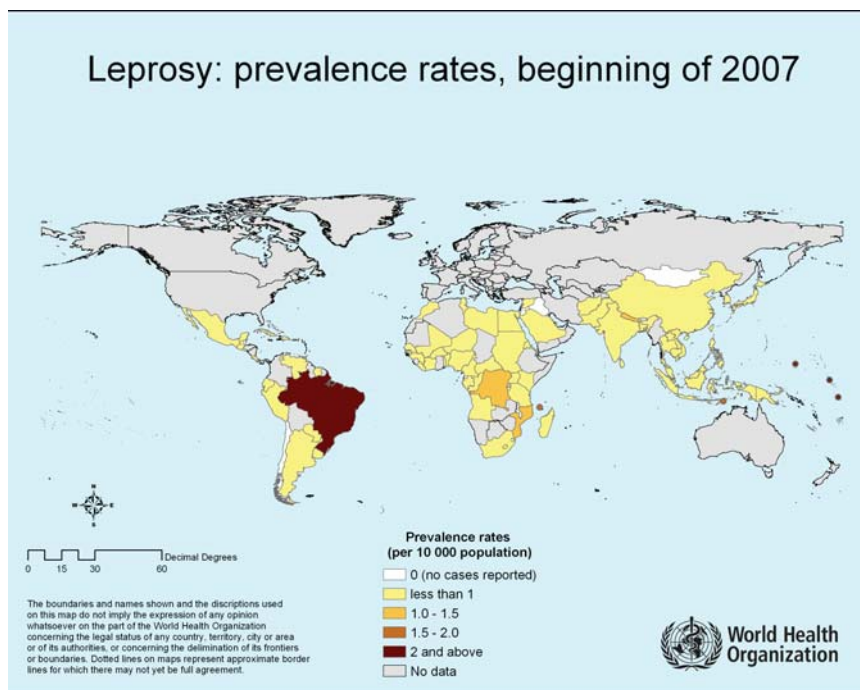 Leprosy: prevalence rates, beginning of 2007
N
W
E
S
Decimal Degrees
0 15 30 60
Prevalence rates
(per 10 000 population)
0 (no cases reported)
less than 1
1.0 - 1.5
1.5 - 2.0
2 and above
No data
The boundaries and names shown and the discriptions used
on this map do not imply the expression of any opinion
whatsoever on the part of the World Health Organization
concerning the legal status of any country, territory, city or area
or of its authorities, or concerning the delimination of its frontiers
or boundaries. Dotted lines on maps represent approximate border
lines for which there may not yet be full agreement.
World Health
Organization